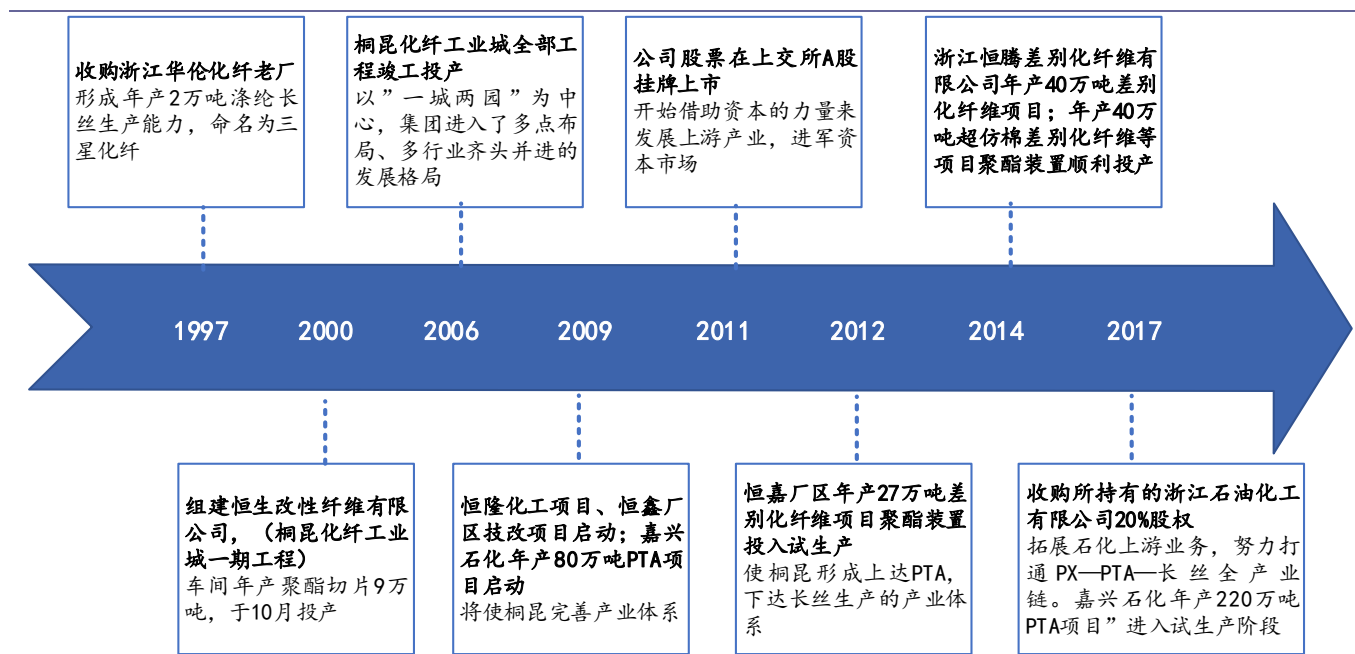 收购浙江华伦化纤老厂
形成年产2万吨涤纶长
丝生产能力，命名为三
星化纤
桐昆化纤工业城全部工
程竣工投产
以”一城两园”为中
心，集团进入了多点布
局、多行业齐头并进的
发展格局
公司股票在上交所A股
挂牌上市
开始借助资本的力量来
发展上游产业，进军资
本市场
浙江恒腾差别化纤维有
限公司年产40万吨差别
化纤维项目；年产40万
吨超仿棉差别化纤维等
项目聚酯装置顺利投产
1997 2000 2006 2009 2011 2012 2014 2017
组建恒生改性纤维有限
公司，（桐昆化纤工业
城一期工程）
车间年产聚酯切片9万
吨，于10月投产
恒隆化工项目、恒鑫厂
区技改项目启动；嘉兴
石化年产80万吨PTA项
目启动
将使桐昆完善产业体系
恒嘉厂区年产27万吨差
别化纤维项目聚酯装置
投入试生产
使桐昆形成上达PTA，
下达长丝生产的产业体
系
收购所持有的浙江石油化工
有限公司20%股权
拓展石化上游业务，努力打
通PX—PTA—长丝全产业
链。嘉兴石化年产220万吨
PTA项目”进入试生产阶段